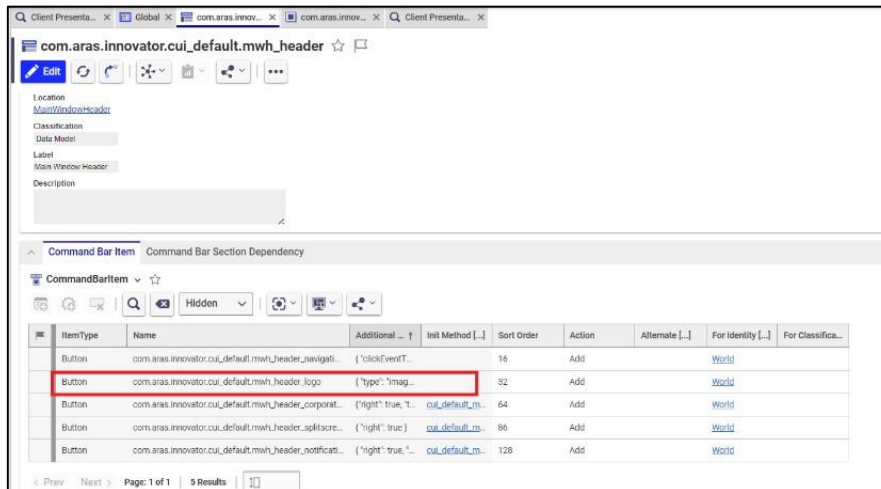 Client Presenta... X Global X com.aras.innov... X com.aras.innov... X Client Presenta... X
com.aras.innovator.cui_default.mwh_header
Edit
Location
MainWindowHeader
Classification
Data Model
Label
Main Window Header
Description
Command Bar Item Command Bar Section Dependency
CommandBarItem
Hidden
ItemType Name Additional ... ↑ Init Method [...] Sort Order Action Alternate [...] For Identity [...] For Classifica...
Button com.aras.innovator.cui_default.mwh_header_navigati... { "clickEventT... 16 Add World
Button com.aras.innovator.cui_default.mwh_header_logo { "type": "imag... 32 Add World
Button com.aras.innovator.cui_default.mwh_header_corporat... {"right": true, "t... cui_default_m... 64 Add World
Button com.aras.innovator.cui_default.mwh_header_splitscre... {"right": true } cui_default_m... 86 Add World
Button com.aras.innovator.cui_default.mwh_header_notificati... {"right": true, "... cui_default_m... 128 Add World
< Prev Next > Page: 1 of 1 5 Results